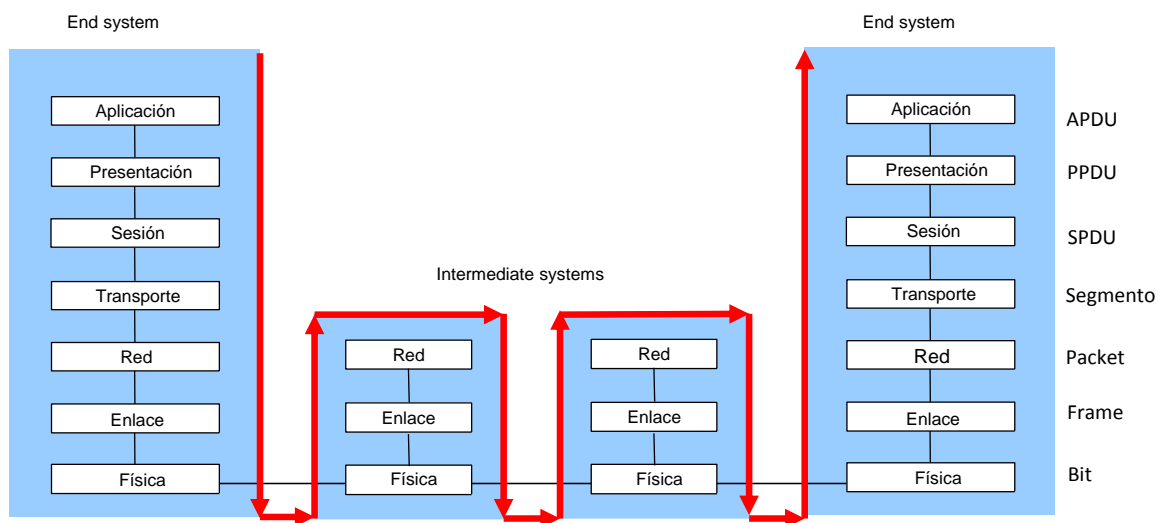 End system
End system
Aplicación
Presentación
Sesión
Transporte
Red
Enlace
Física
Intermediate systems
Red
Enlace
Física
Red
Enlace
Física
Aplicación
Presentación
Sesión
Transporte
Red
Enlace
Física
APDU
PPDU
SPDU
Segmento
Packet
Frame
Bit